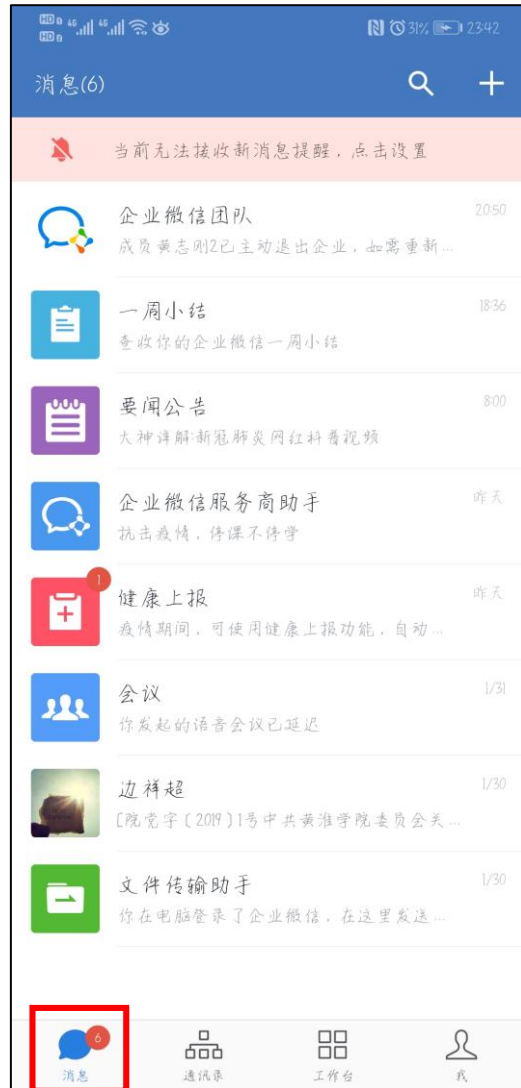 HD 46 46 31% 23:42
消息(6)
当前无法接收新消息提醒，点击设置
企业微信团队 20:50
成员黄志刚2已主动退出企业，如需重新...
一周小结 18:36
查收你的企业微信一周小结
要闻公告 8:00
大神详解:新冠肺炎网红科普视频
企业微信服务商助手 昨天
抗击疫情，停课不停学
1
健康上报 昨天
疫情期间，可使用健康上报功能，自动...
会议 1/31
你发起的语音会议已延迟
边祥超 1/30
[院党字〔2019〕1号中共黄淮学院委员会关...
文件传输助手 1/30
你在电脑登录了企业微信，在这里发送...
6
消息 通讯录 工作台 我